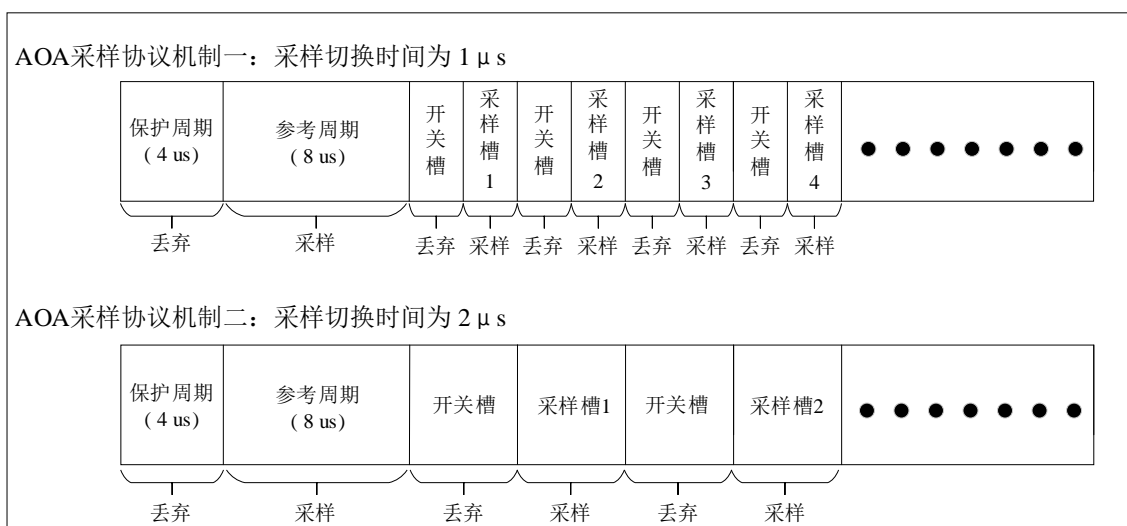 AOA采样协议机制一：采样切换时间为 1 μ s
保护周期
( 4 us)
参考周期
( 8 us)
开关槽
采样槽1
开关槽
采样槽2
开关槽
采样槽3
开关槽
采样槽4
丢弃 采样 丢弃 采样 丢弃 采样 丢弃 采样 丢弃 采样
AOA采样协议机制二：采样切换时间为 2 μ s
保护周期
( 4 us)
参考周期
( 8 us)
开关槽
采样槽1
开关槽
采样槽2
丢弃 采样 丢弃 采样 丢弃 采样